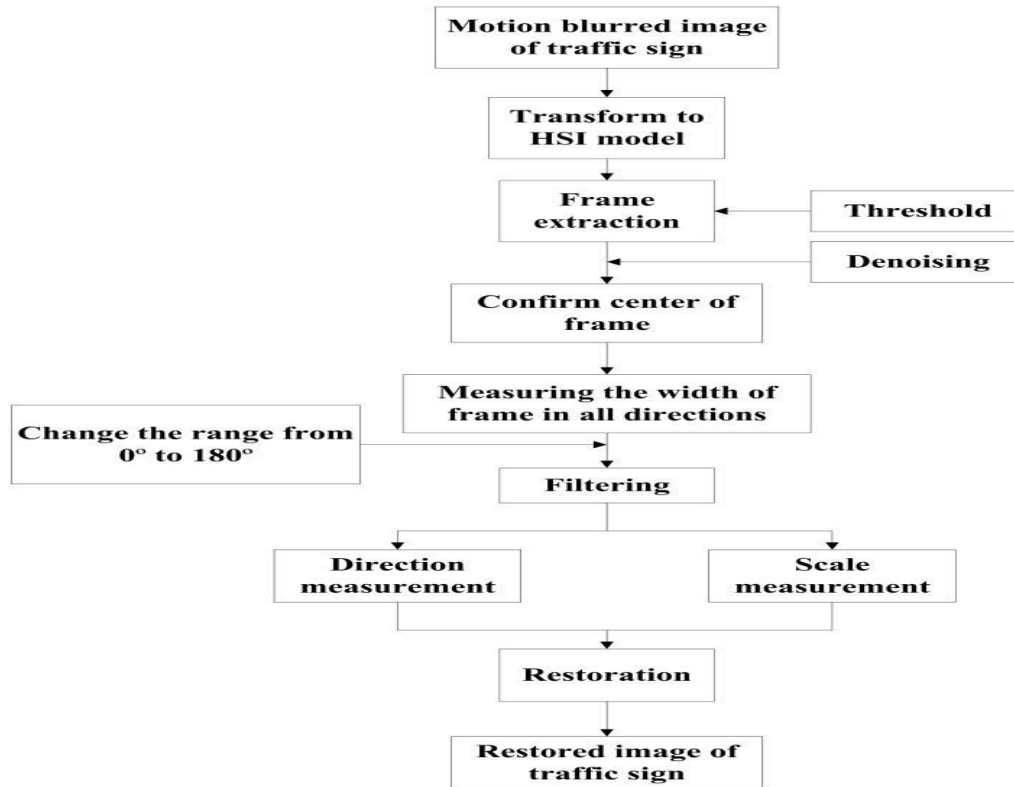 Motion blurred image
of traffic sign
Transform to
HSI model
Frame
extraction
Threshold
Denoising
Confirm center of
frame
Measuring the width of
frame in all directions
Change the range from
0° to 180°
Filtering
Direction
measurement
Scale
measurement
Restoration
Restored image of
traffic sign